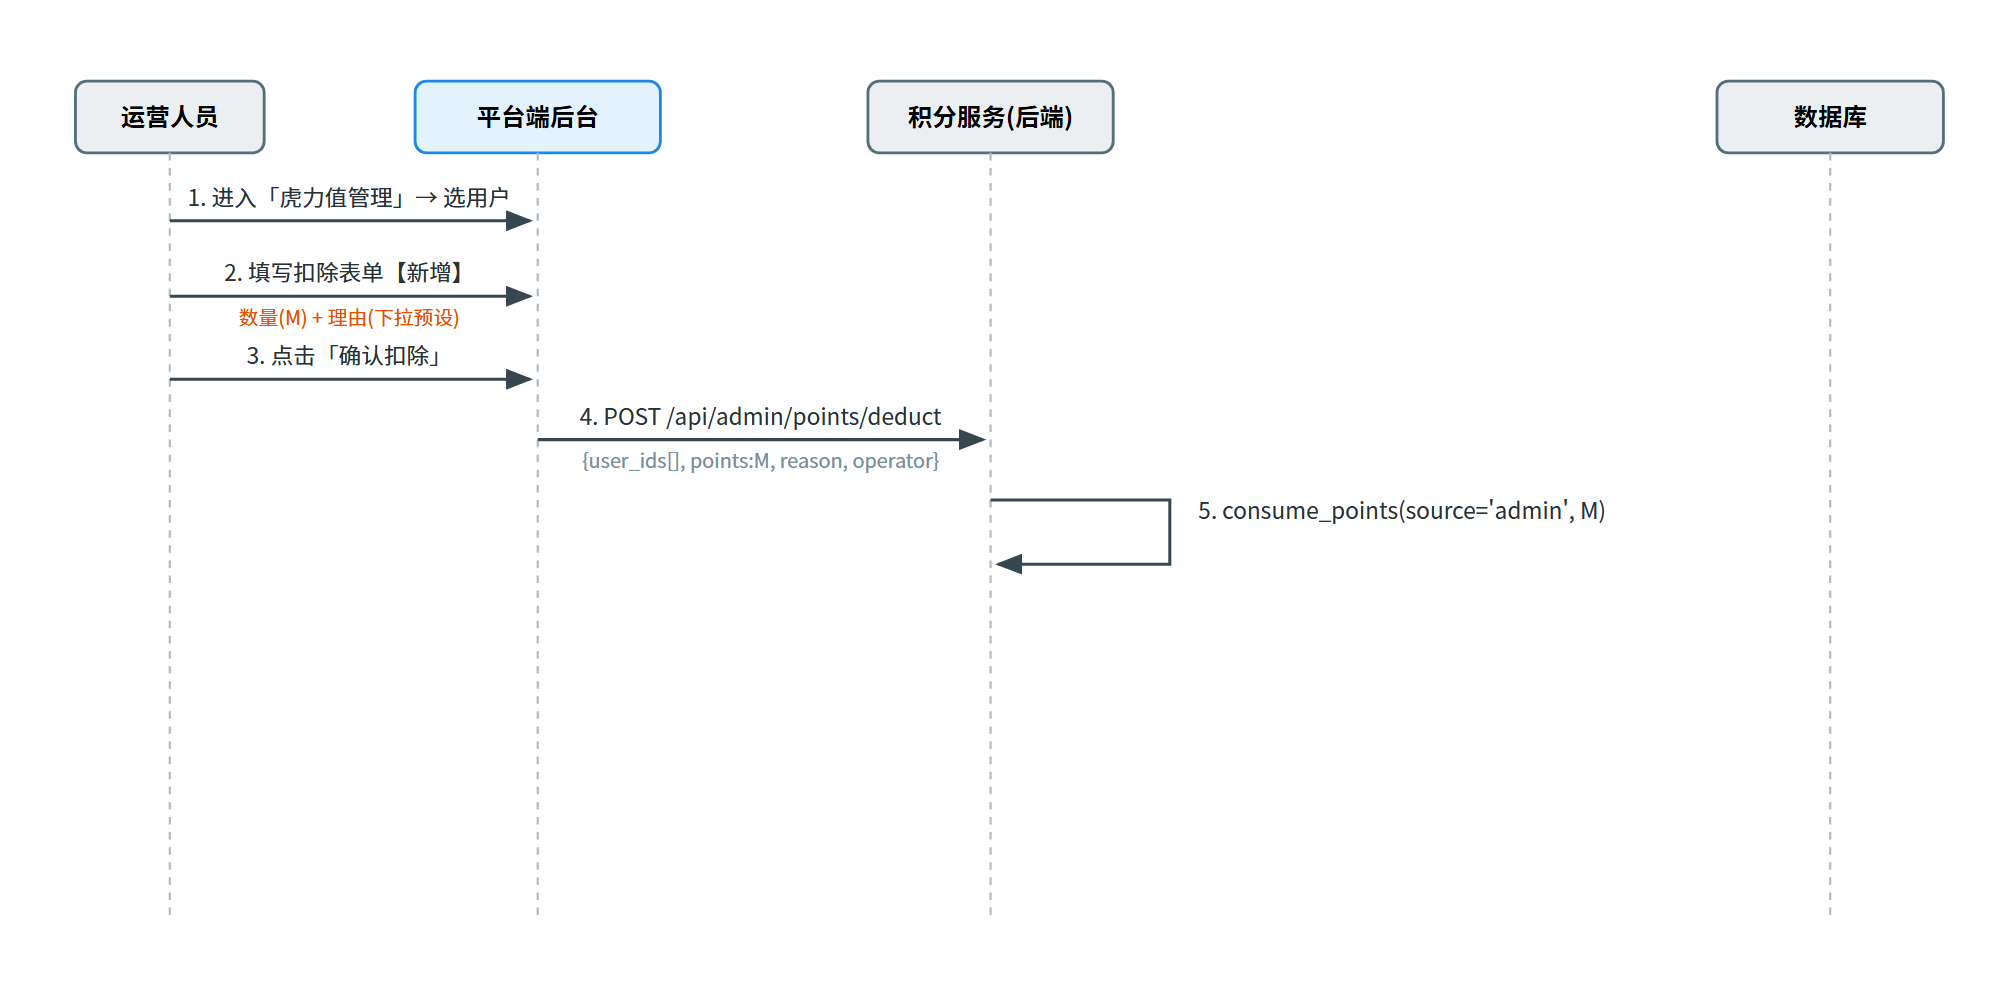 运营人员
平台端后台
积分服务(后端)
数据库
1. 进入「虎力值管理」→ 选用户
2. 填写扣除表单【新增】
数量(M) + 理由(下拉预设)
3. 点击「确认扣除」
4. POST /api/admin/points/deduct
{user_ids[], points:M, reason, operator}
5. consume_points(source='admin', M)